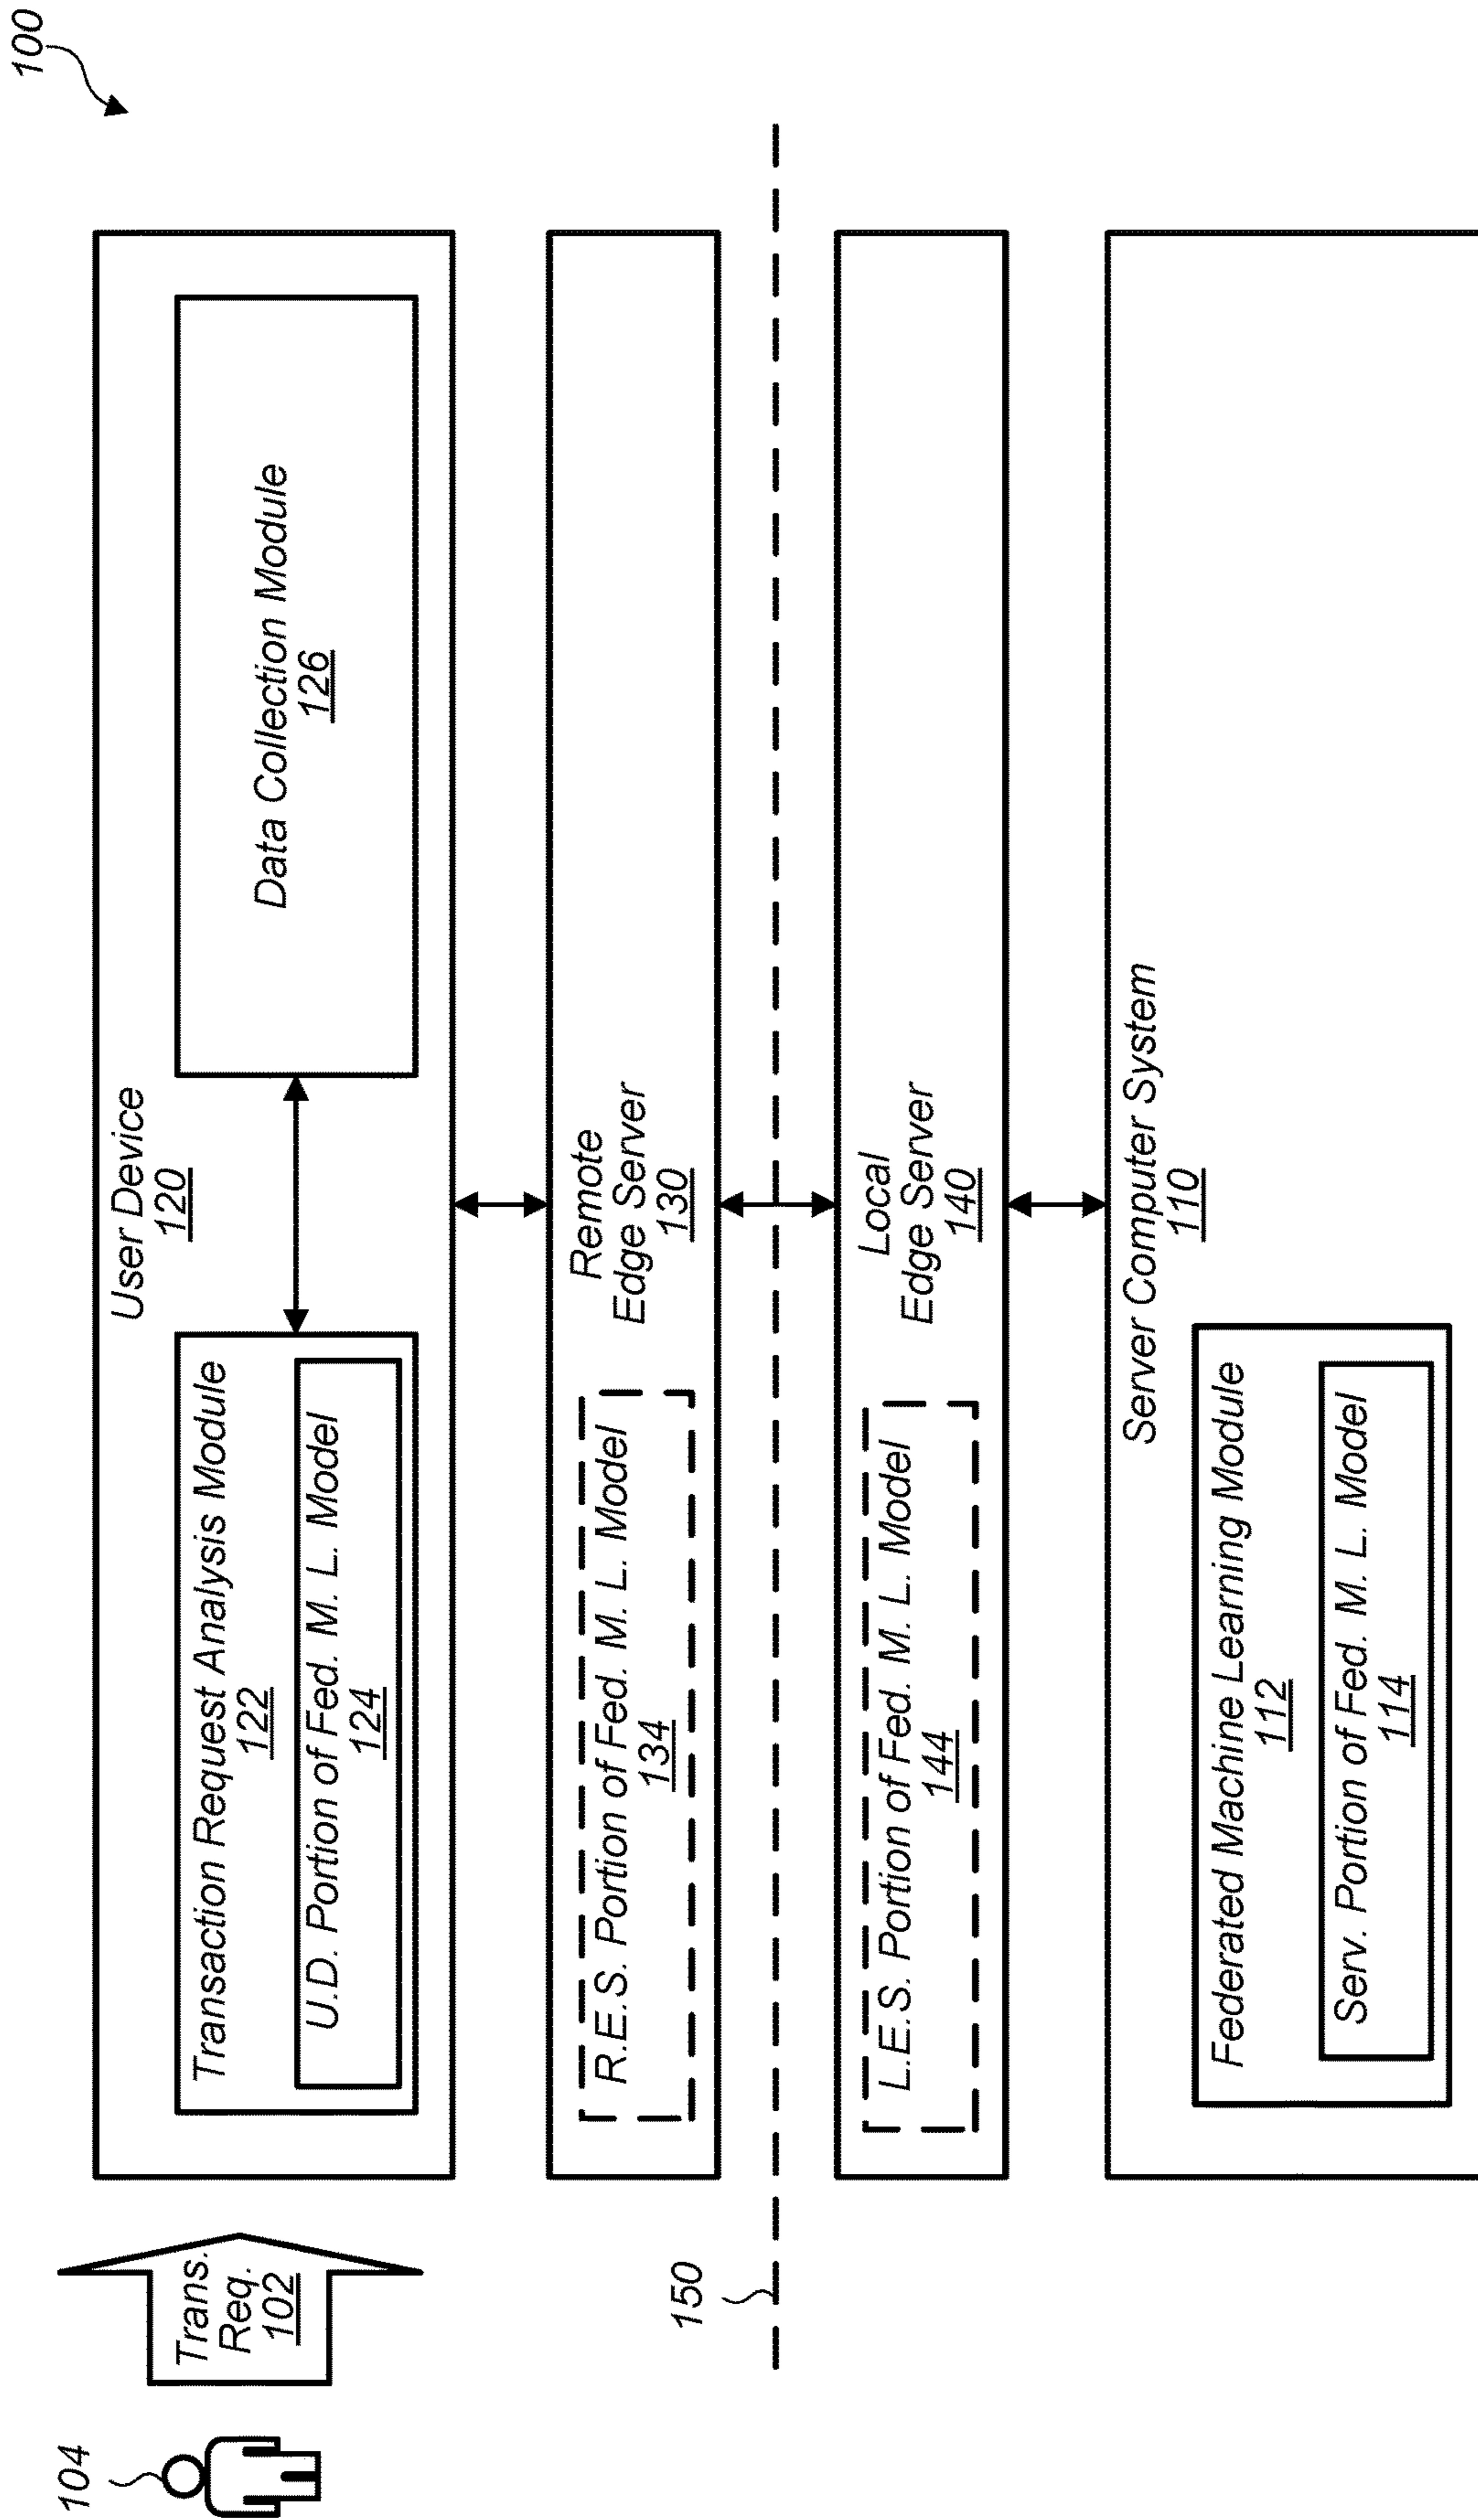 100
104
Trans.
Req.
102
User Device
120
Transaction Request Analysis Module
122
U.D. Portion of Fed. M. L. Model
124
Data Collection Module
126
Remote
Edge Server
130
R.E.S. Portion of Fed. M. L. Model
134
150
Local
Edge Server
140
L.E.S. Portion of Fed. M. L. Model
144
Server Computer System
110
Federated Machine Learning Module
112
Serv. Portion of Fed. M. L. Model
114